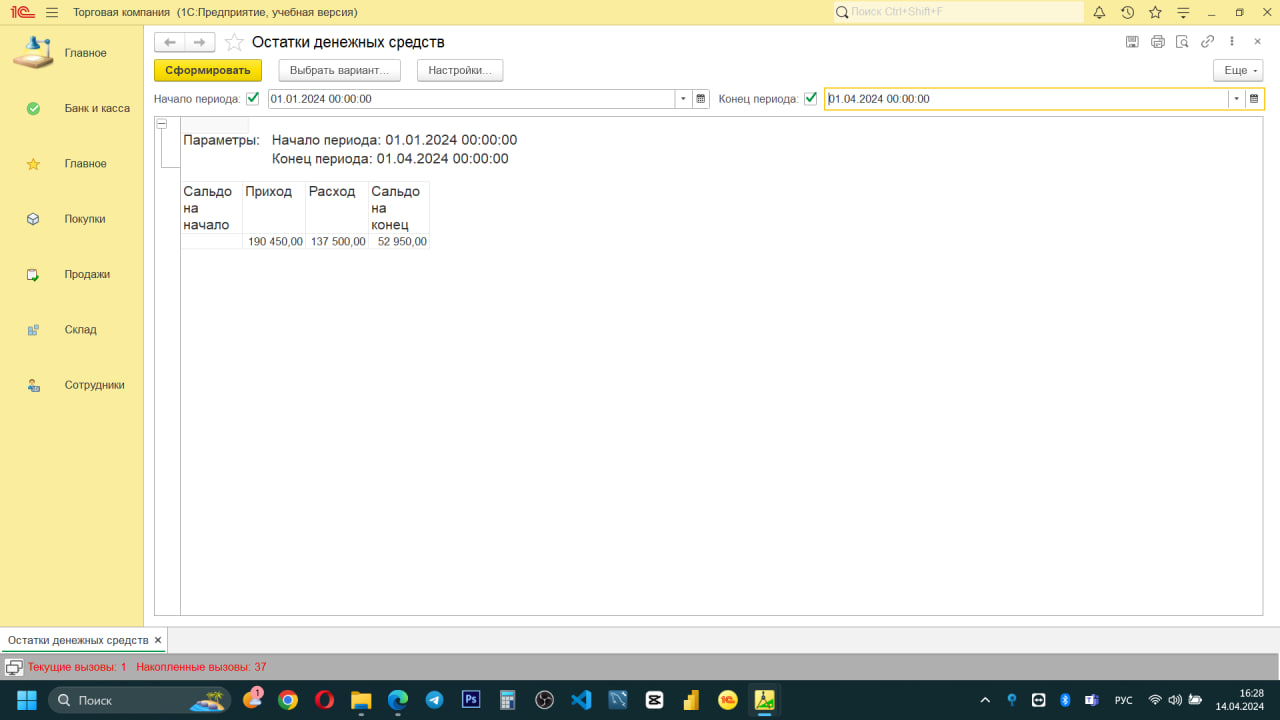 1С Торговая компания (1С:Предприятие, учебная версия) Поиск Ctrl+Shift+F
Главное
Банк и касса
Главное
Покупки
Продажи
Склад
Сотрудники
Остатки денежных средств
Сформировать Выбрать вариант... Настройки... Еще
Начало периода: 01.01.2024 00:00:00 Конец периода: 01.04.2024 00:00:00
Параметры: Начало периода: 01.01.2024 00:00:00
Конец периода: 01.04.2024 00:00:00
Сальдо на начало Приход Расход Сальдо на конец
190 450,00 137 500,00 52 950,00
Остатки денежных средств
Текущие вызовы: 1 Накопленные вызовы: 37
Поиск 1 Ps 1С РУС 16:28
14.04.2024